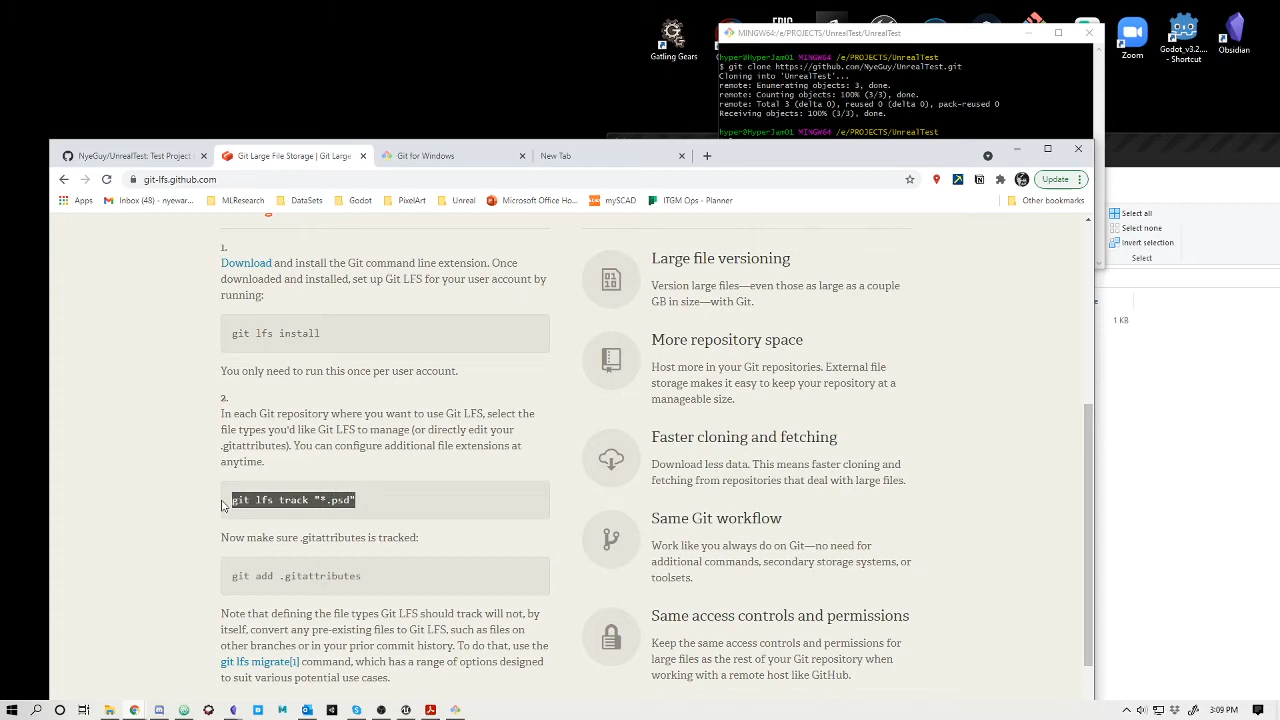 Gatling Gears
Zoom
Godot_v3.2....
- Shortcut
Obsidian
MINGW64:/e/PROJECTS/UnrealTest/UnrealTest
hyper@HyperJam01 MINGW64 /e/PROJECTS/UnrealTest
$ git clone https://github.com/NyeGuy/UnrealTest.git
Cloning into 'UnrealTest'...
remote: Enumerating objects: 3, done.
remote: Counting objects: 100% (3/3), done.
remote: Total 3 (delta 0), reused 0 (delta 0), pack-reused 0
Receiving objects: 100% (3/3), done.
hyper@HyperJam01 MINGW64 /e/PROJECTS/UnrealTest
NyeGuy/UnrealTest: Test Project
Git Large File Storage | Git Large
Git for Windows
New Tab
git-lfs.github.com
Update
Apps
Inbox (48) - nyewar...
MLResearch
DataSets
Godot
PixelArt
Unreal
Microsoft Office Ho...
mySCAD
ITGM Ops - Planner
Other bookmarks
Select all
Select none
Invert selection
Select
1 KB
1.
Download and install the Git command line extension. Once
downloaded and installed, set up Git LFS for your user account by
running:
git lfs install
You only need to run this once per user account.
2.
In each Git repository where you want to use Git LFS, select the
file types you'd like Git LFS to manage (or directly edit your
.gitattributes). You can configure additional file extensions at
anytime.
git lfs track "*.psd"
Now make sure .gitattributes is tracked:
git add .gitattributes
Note that defining the file types Git LFS should track will not, by
itself, convert any pre-existing files to Git LFS, such as files on
other branches or in your prior commit history. To do that, use the
git lfs migrate[1] command, which has a range of options designed
to suit various potential use cases.
Large file versioning
Version large files—even those as large as a couple
GB in size—with Git.
More repository space
Host more in your Git repositories. External file
storage makes it easy to keep your repository at a
manageable size.
Faster cloning and fetching
Download less data. This means faster cloning and
fetching from repositories that deal with large files.
Same Git workflow
Work like you always do on Git—no need for
additional commands, secondary storage systems, or
toolsets.
Same access controls and permissions
Keep the same access controls and permissions for
large files as the rest of your Git repository when
working with a remote host like GitHub.
3:09 PM